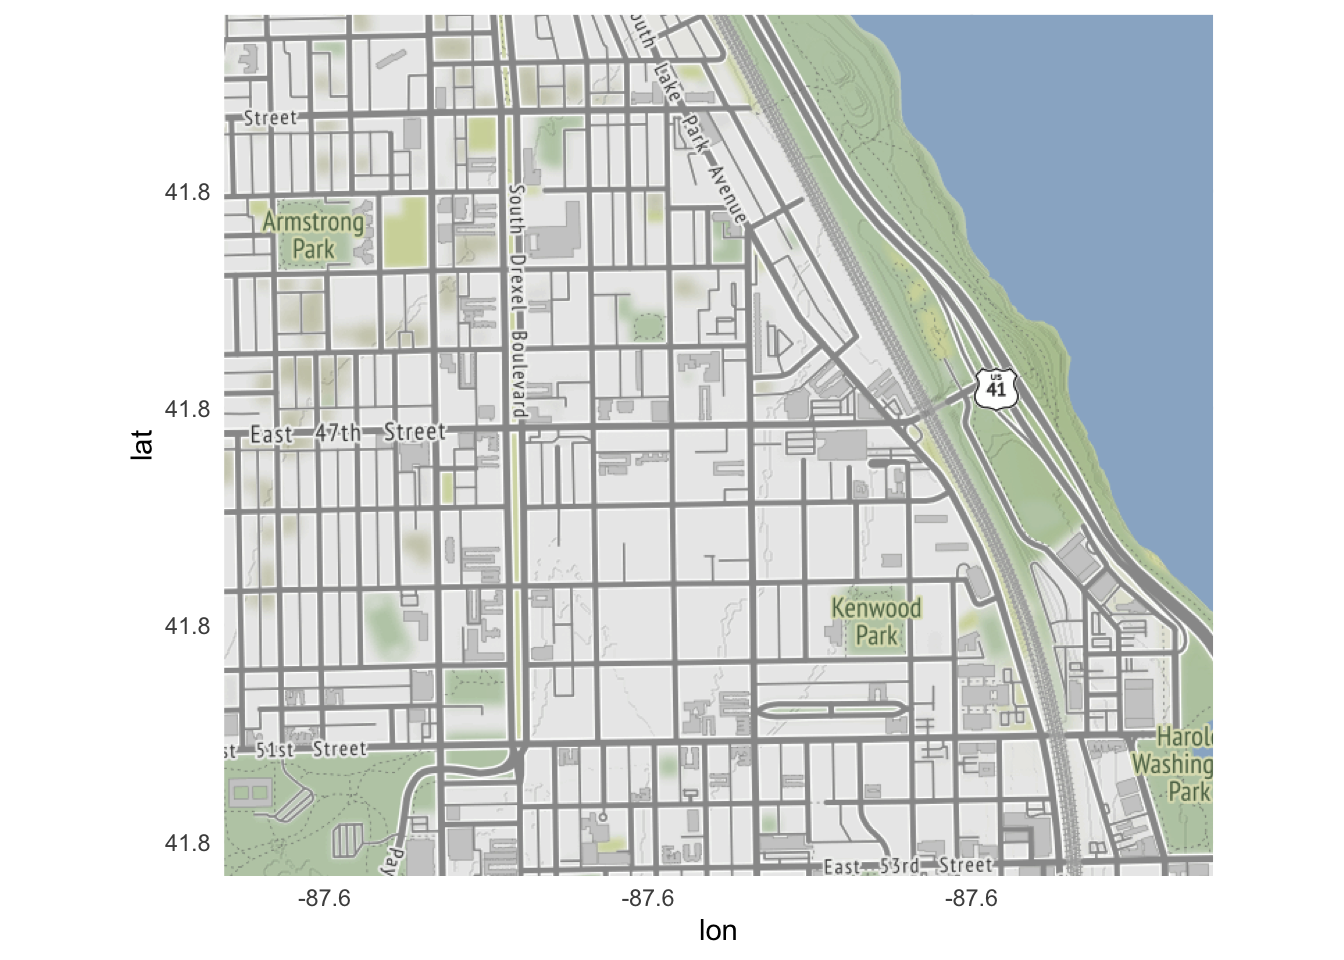 outh Lake Park Avenue
Street
41.8
Armstrong
Park
South Drexel Boulevard
US
41
41.8
East 47th Street
lat
Kenwood
Park
41.8
st 51st Street
Harol
Washing
Park
41.8
Pay
East 53rd Street
-87.6
-87.6
-87.6
lon